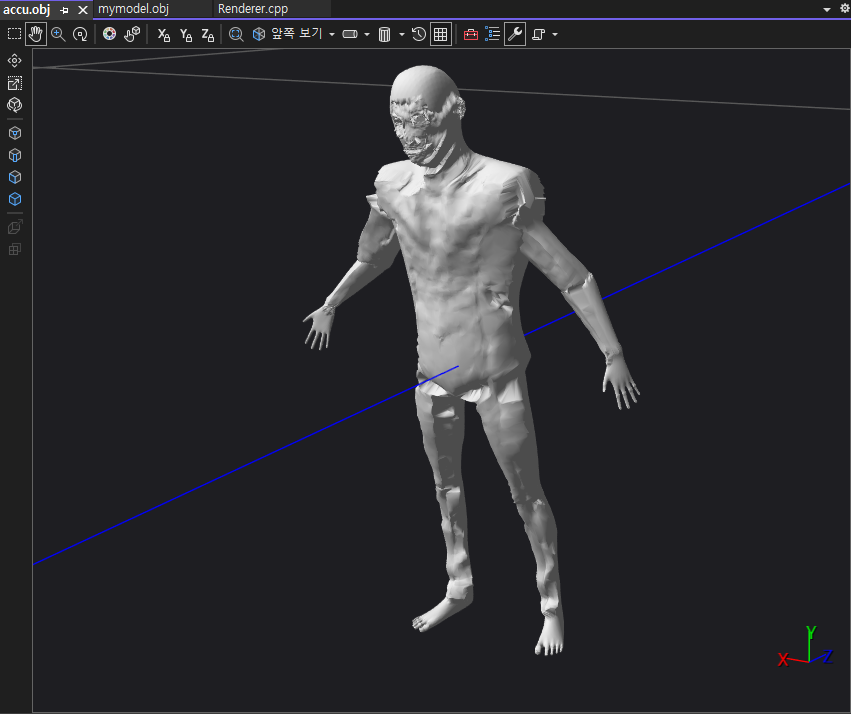 accu.obj mymodel.obj Renderer.cpp
X Y Z 앞쪽 보기
Y
X Z